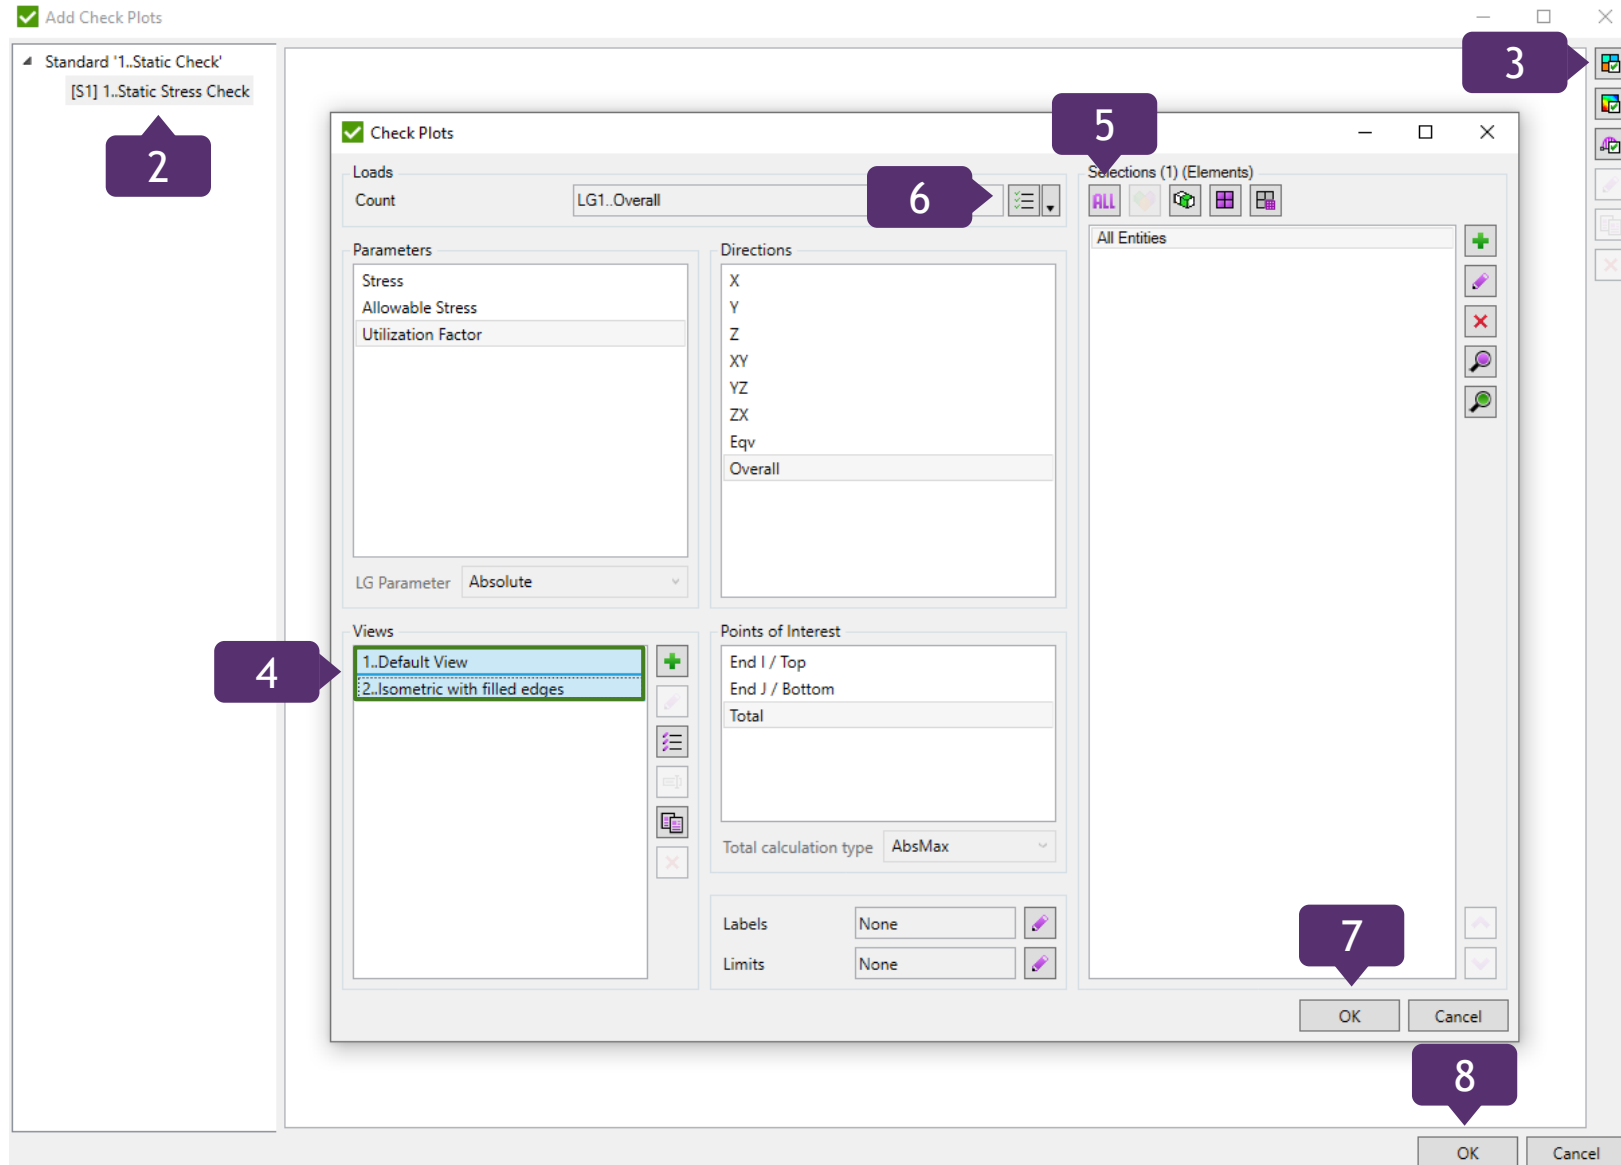 Add Check Plots
Standard '1..Static Check'
[S1] 1..Static Stress Check
2
3
Check Plots
5
Loads
Count
LG1..Overall
6
Selections (1) (Elements)
ALL
All Entities
Parameters
Stress
Allowable Stress
Utilization Factor
LG Parameter
Absolute
Directions
X
Y
Z
XY
YZ
ZX
Eqv
Overall
4
Views
1..Default View
2..Isometric with filled edges
Points of Interest
End I / Top
End J / Bottom
Total
Total calculation type
AbsMax
Labels
None
Limits
None
7
OK
Cancel
8
OK
Cancel